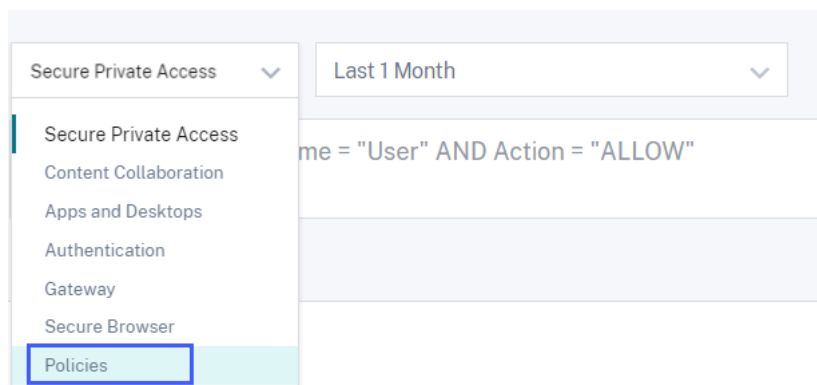 Secure Private Access
Last 1 Month
Secure Private Access
me = "User" AND Action = "ALLOW"
Content Collaboration
Apps and Desktops
Authentication
Gateway
Secure Browser
Policies